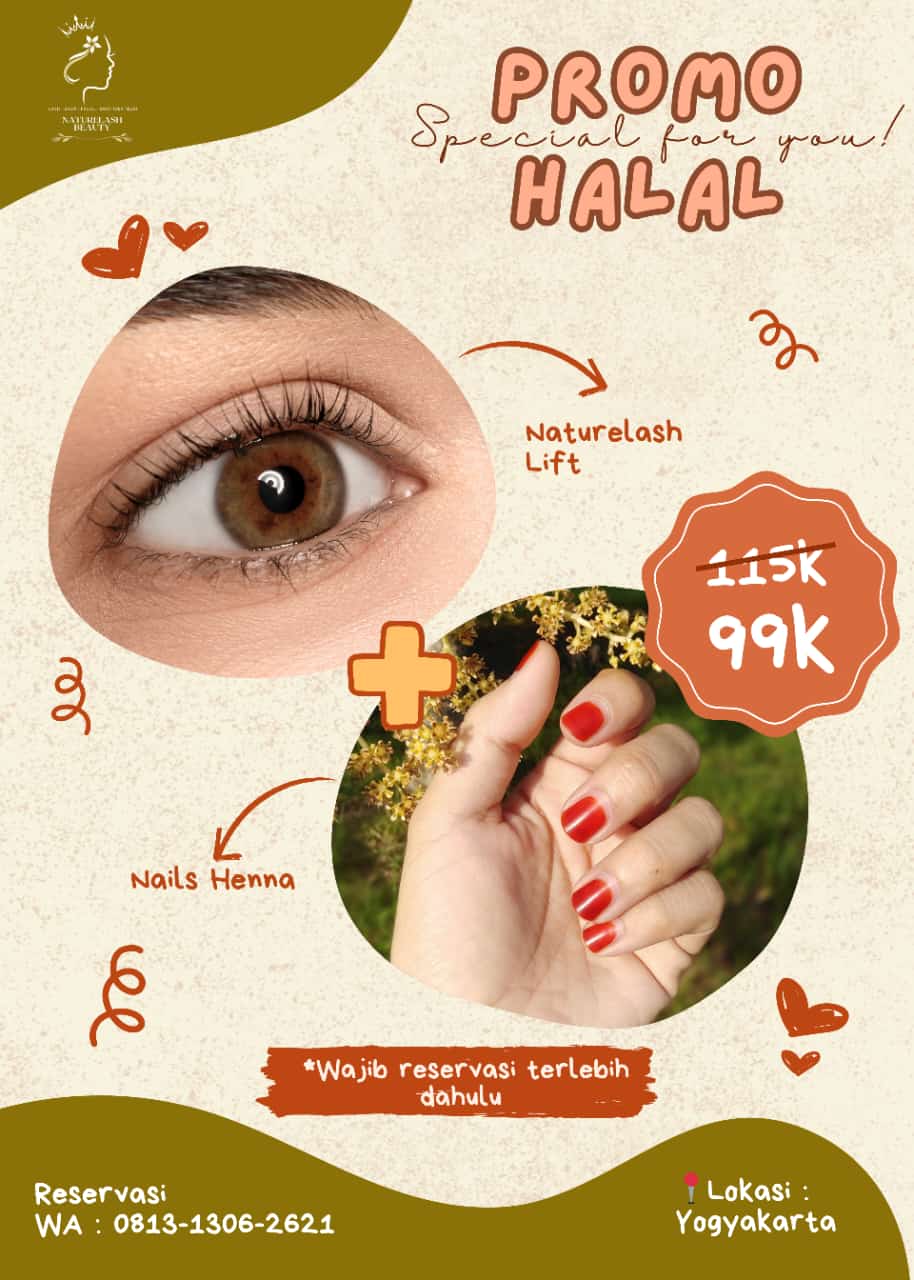 NATURELASH
BEAUTY
PROMO
Special for you!
HALAL
Naturelash
Lift
115K
99K
Nails Henna
*Wajib reservasi terlebih
dahulu
Reservasi
WA : 0813-1306-2621
Lokasi :
Yogyakarta